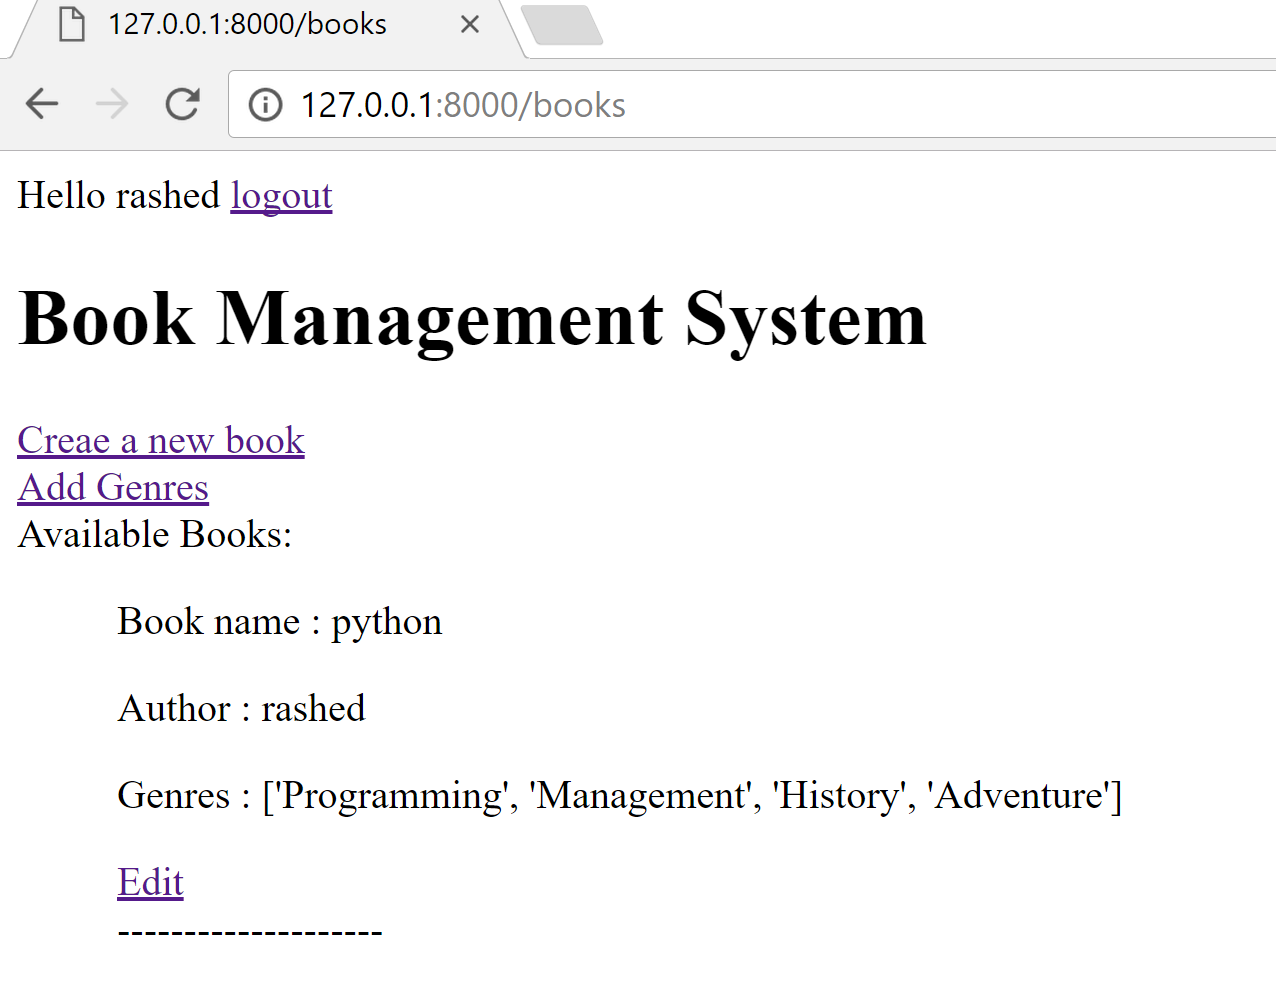 127.0.0.1:8000/books
127.0.0.1:8000/books
Hello rashed logout
Book Management System
Creae a new book
Add Genres
Available Books:
Book name : python
Author : rashed
Genres : ['Programming', 'Management', 'History', 'Adventure']
Edit
--------------------